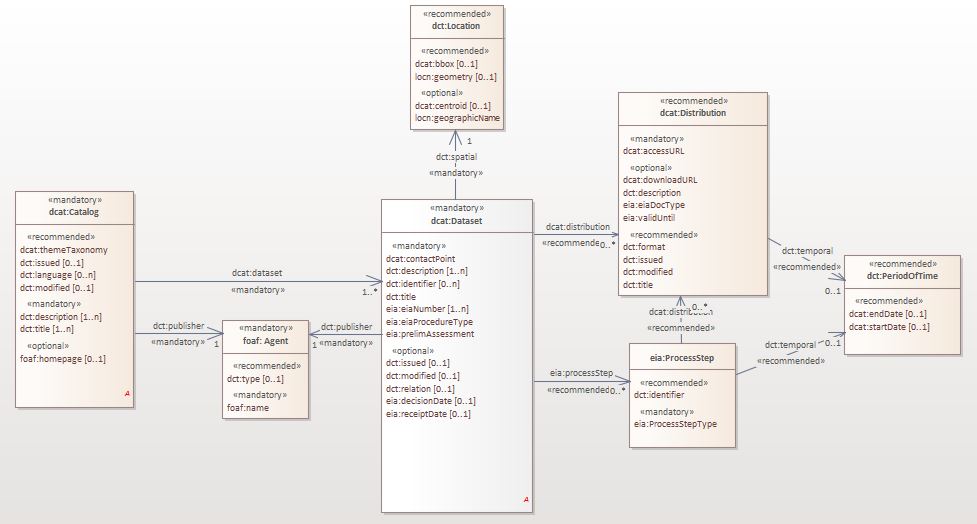 «recommended»
dct:Location
«recommended»
dcat:bbox [0..1]
locn:geometry [0..1]
«optional»
dcat:centroid [0..1]
locn:geographicName
1
dct:spatial
«mandatory»
«recommended»
dcat:Distribution
«mandatory»
dcat:accessURL
«optional»
dcat:downloadURL
dct:description
eia:eiaDocType
eia:validUntil
«recommended»
dct:format
dct:issued
dct:modified
dct:title
«mandatory»
dcat:Catalog
«recommended»
dcat:themeTaxonomy
dct:issued [0..1]
dct:language [0..n]
dct:modified [0..1]
«mandatory»
dct:description [1..n]
dct:title [1..n]
«optional»
foaf:homepage [0..1]
A
dcat:dataset
«mandatory»
1..*
dct:publisher
«mandatory»
1
«mandatory»
foaf: Agent
«recommended»
dct:type [0..1]
«mandatory»
foaf:name
dct:publisher
1
«mandatory»
«mandatory»
dcat:Dataset
«mandatory»
dcat:contactPoint
dct:description [1..n]
dct:identifier [0..n]
dct:title
eia:eiaNumber [1..n]
eia:eiaProcedureType
eia:prelimAssessment
«optional»
dct:issued [0..1]
dct:modified [0..1]
dct:relation [0..1]
eia:decisionDate [0..1]
eia:receiptDate [0..1]
A
dcat:distribution
«recommende
0..*
eia:processStep
«recommended
0..*
0..*
dcat:distrib
«recommended»
eia:ProcessStep
«recommended»
dct:identifier
«mandatory»
eia:ProcessStepType
dct:temporal
«recommended»
0..1
dct:temporal
0..1
«recommended»
«recommended»
dct:PeriodOfTime
«recommended»
dcat:endDate [0..1]
dcat:startDate [0..1]